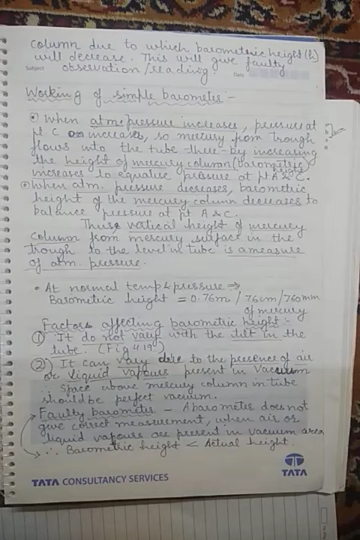 column due to which barometric height (h)
will decrease. This will give faulty
Subject observation/reading Date
Working of simple barometer -
When atm. pressure increases, pressure at
pt C increases, so mercury from trough
flows into the tube there by increasing
the height of mercury column (barometric height)
increases to equalise pressure at pt A & C.
When atm. pressure decreases, barometric
height of the mercury column decreases to
balance pressure at pt A & C.
Thus vertical height of mercury
column from mercury surface in the
trough to the level in tube is a measure
of atm. pressure.
• At normal temp & pressure ⇒
Barometric height = 0.76m / 76cm / 760mm
of mercury
Factors affecting barometric height -
① It do not vary with the tilt in the
tube. (Fig 4.19)
② It can vary due to the presence of air
or liquid vapours present in vacuum
Space above mercury column in tube
should be perfect vacuum.
Faulty barometer - A barometer does not
give correct measurement, when air or
liquid vapours are present in vacuum area
∴ Barometric height < Actual height.
TATA CONSULTANCY SERVICES
TATA